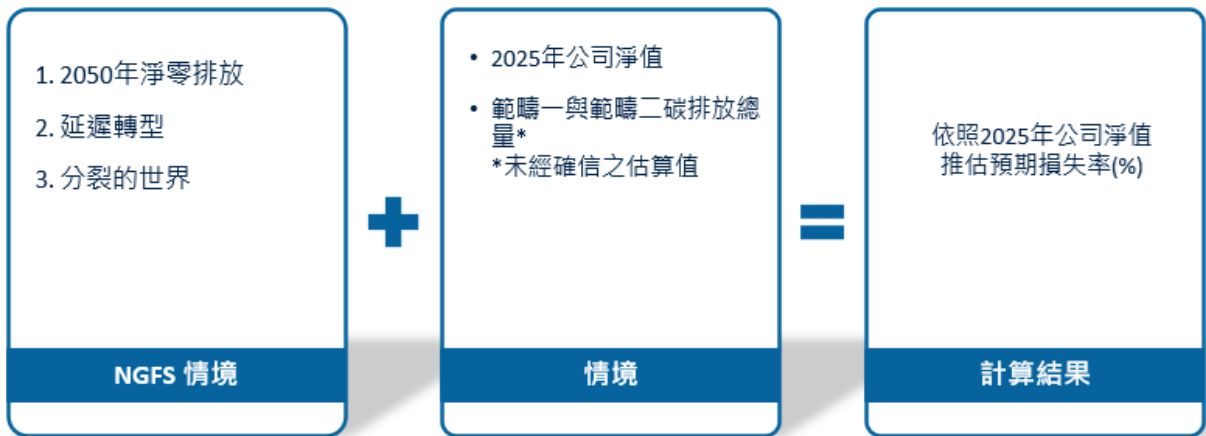 1. 2050年淨零排放
2. 延遲轉型
3. 分裂的世界
NGFS 情境
• 2025年公司淨值
• 範疇一與範疇二碳排放總
量*
*未經確信之估算值
情境
依照2025年公司淨值
推估預期損失率(%)
計算結果